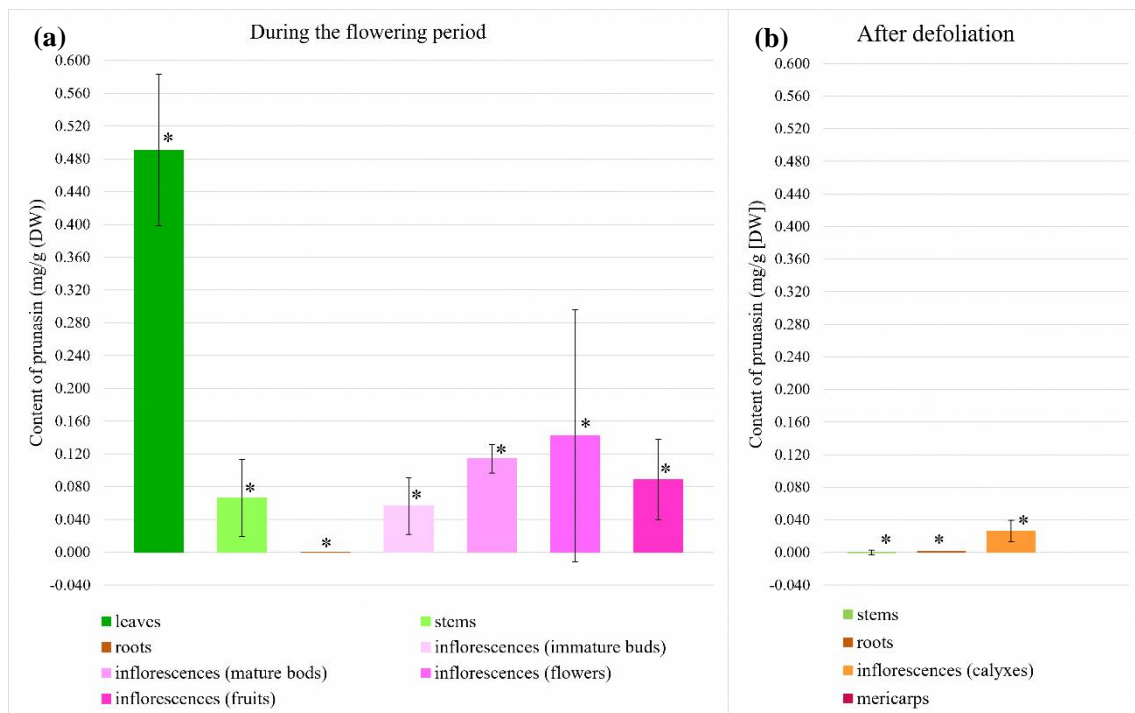 (a)
During the flowering period
Content of prunasin (mg/g (DW))
0.600
0.560
0.520
0.480
0.440
0.400
0.360
0.320
0.280
0.240
0.200
0.160
0.120
0.080
0.040
0.000
-0.040
*
*
*
*
*
*
*
leaves
stems
roots
inflorescences (immature buds)
inflorescences (mature bods)
inflorescences (flowers)
inflorescences (fruits)
(b)
After defoliation
Content of prunasin (mg/g [DW])
0.600
0.560
0.520
0.480
0.440
0.400
0.360
0.320
0.280
0.240
0.200
0.160
0.120
0.080
0.040
0.000
-0.040
*
*
*
stems
roots
inflorescences (calyxes)
mericarps